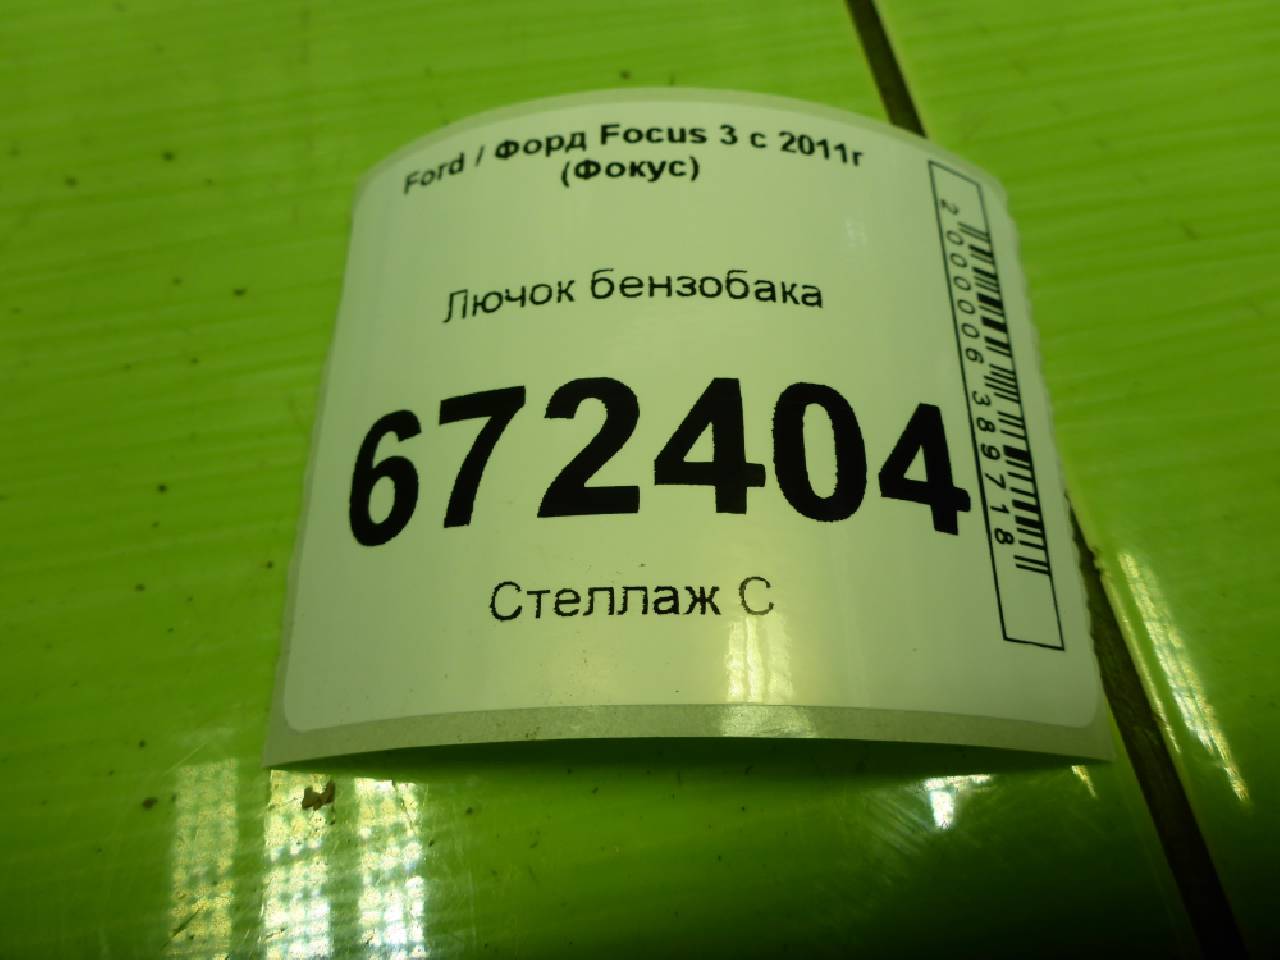 Ford / Форд Focus 3 с 2011г
(Фокус)
Лючок бензобака
672404
Стеллаж С
2000006389718